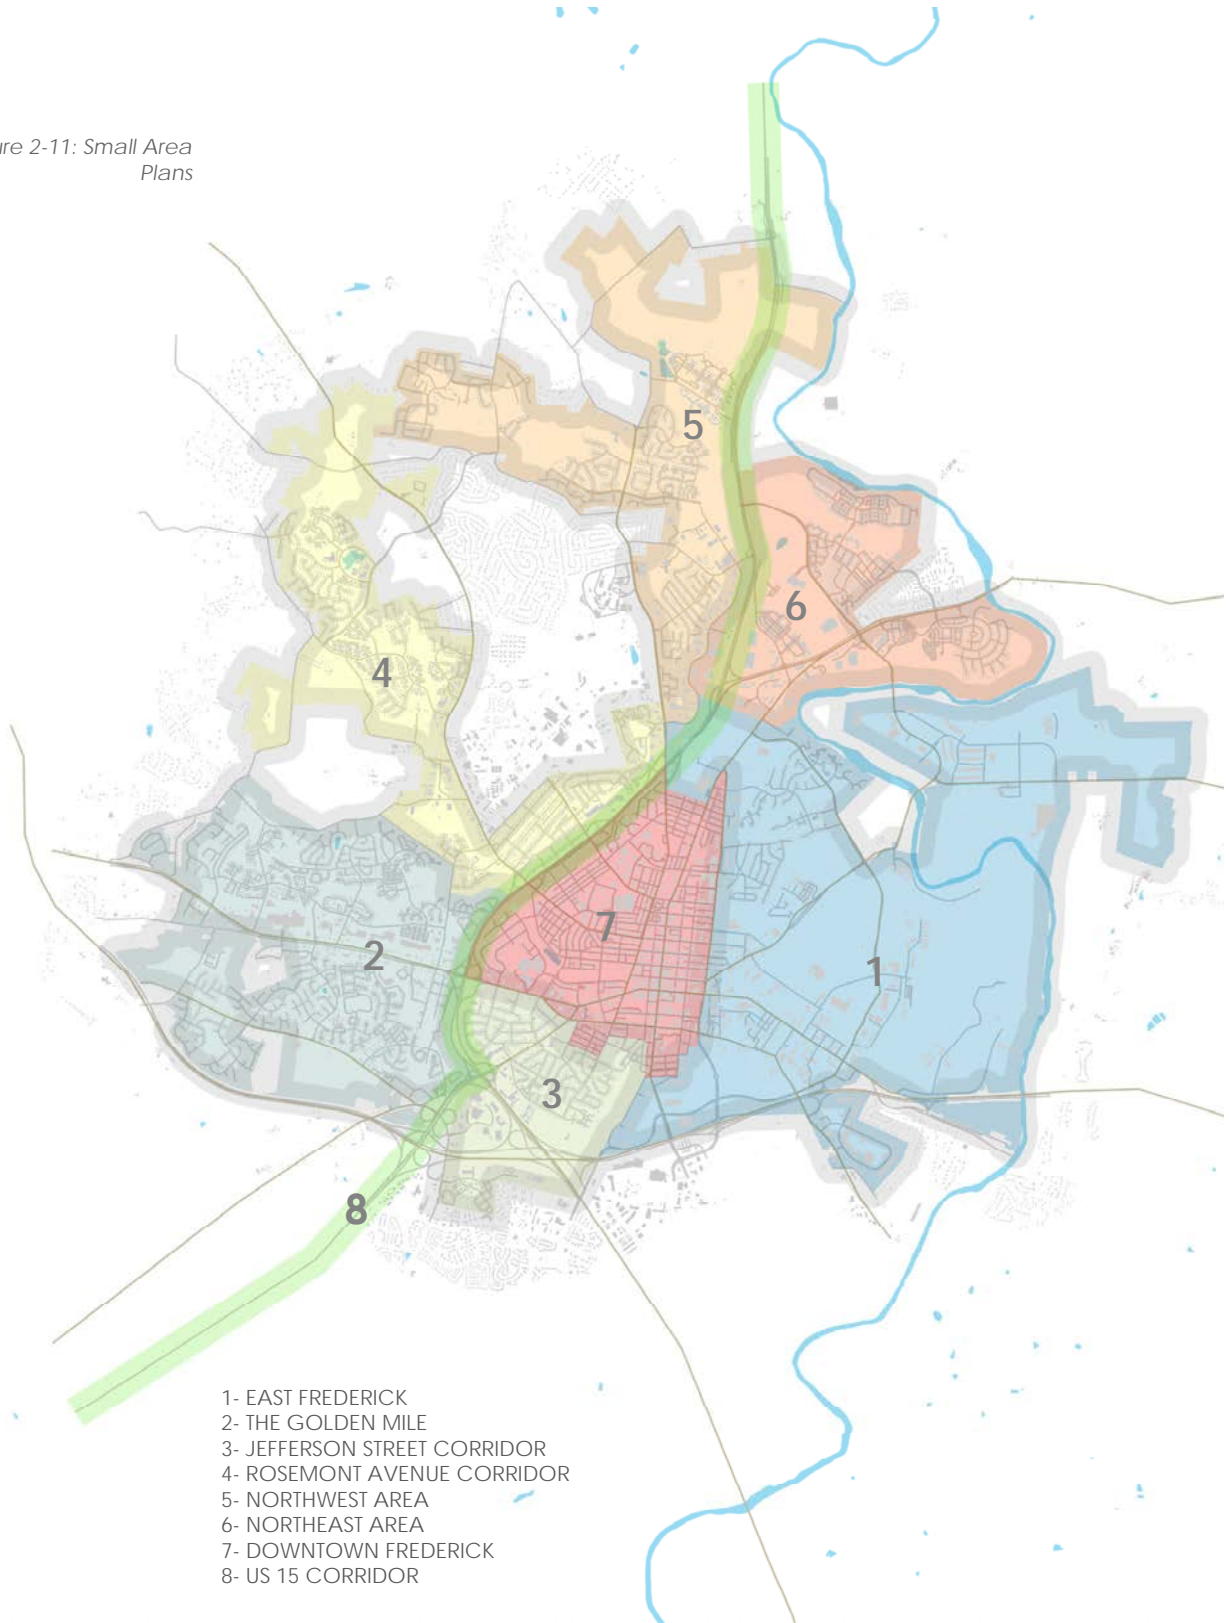 2-11: Small Area
Plans
5
6
4
7
2
1
3
8
1- EAST FREDERICK
2- THE GOLDEN MILE
3- JEFFERSON STREET CORRIDOR
4- ROSEMONT AVENUE CORRIDOR
5- NORTHWEST AREA
6- NORTHEAST AREA
7- DOWNTOWN FREDERICK
8- US 15 CORRIDOR